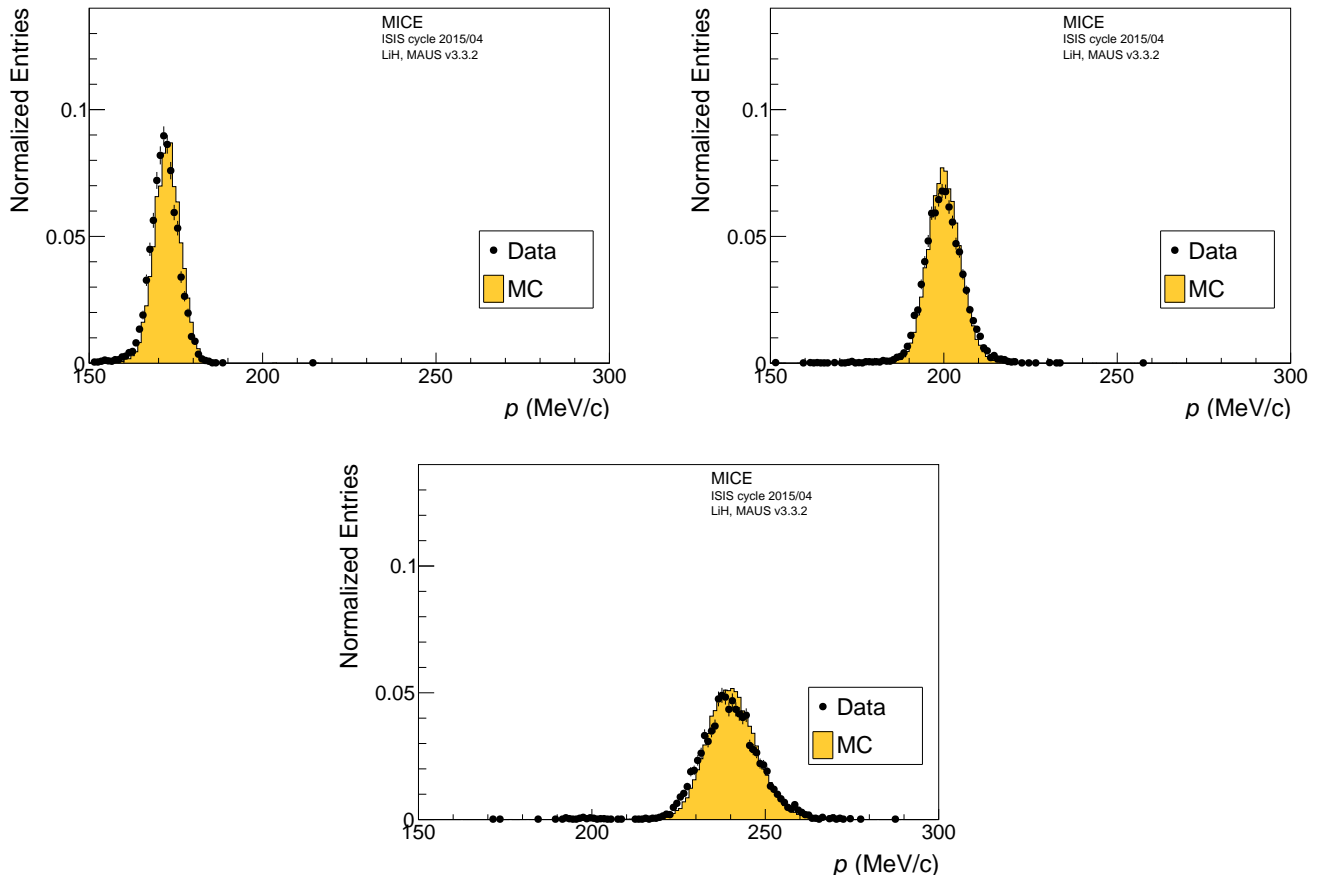 MICE
ISIS cycle 2015/04
LiH, MAUS v3.3.2
Normalized Entries
0.1
0.05
0
Data
MC
150 200 250 300
p (MeV/c)
MICE
ISIS cycle 2015/04
LiH, MAUS v3.3.2
Normalized Entries
0.1
0.05
0
Data
MC
150 200 250 300
p (MeV/c)
MICE
ISIS cycle 2015/04
LiH, MAUS v3.3.2
Normalized Entries
0.1
0.05
0
Data
MC
150 200 250 300
p (MeV/c)